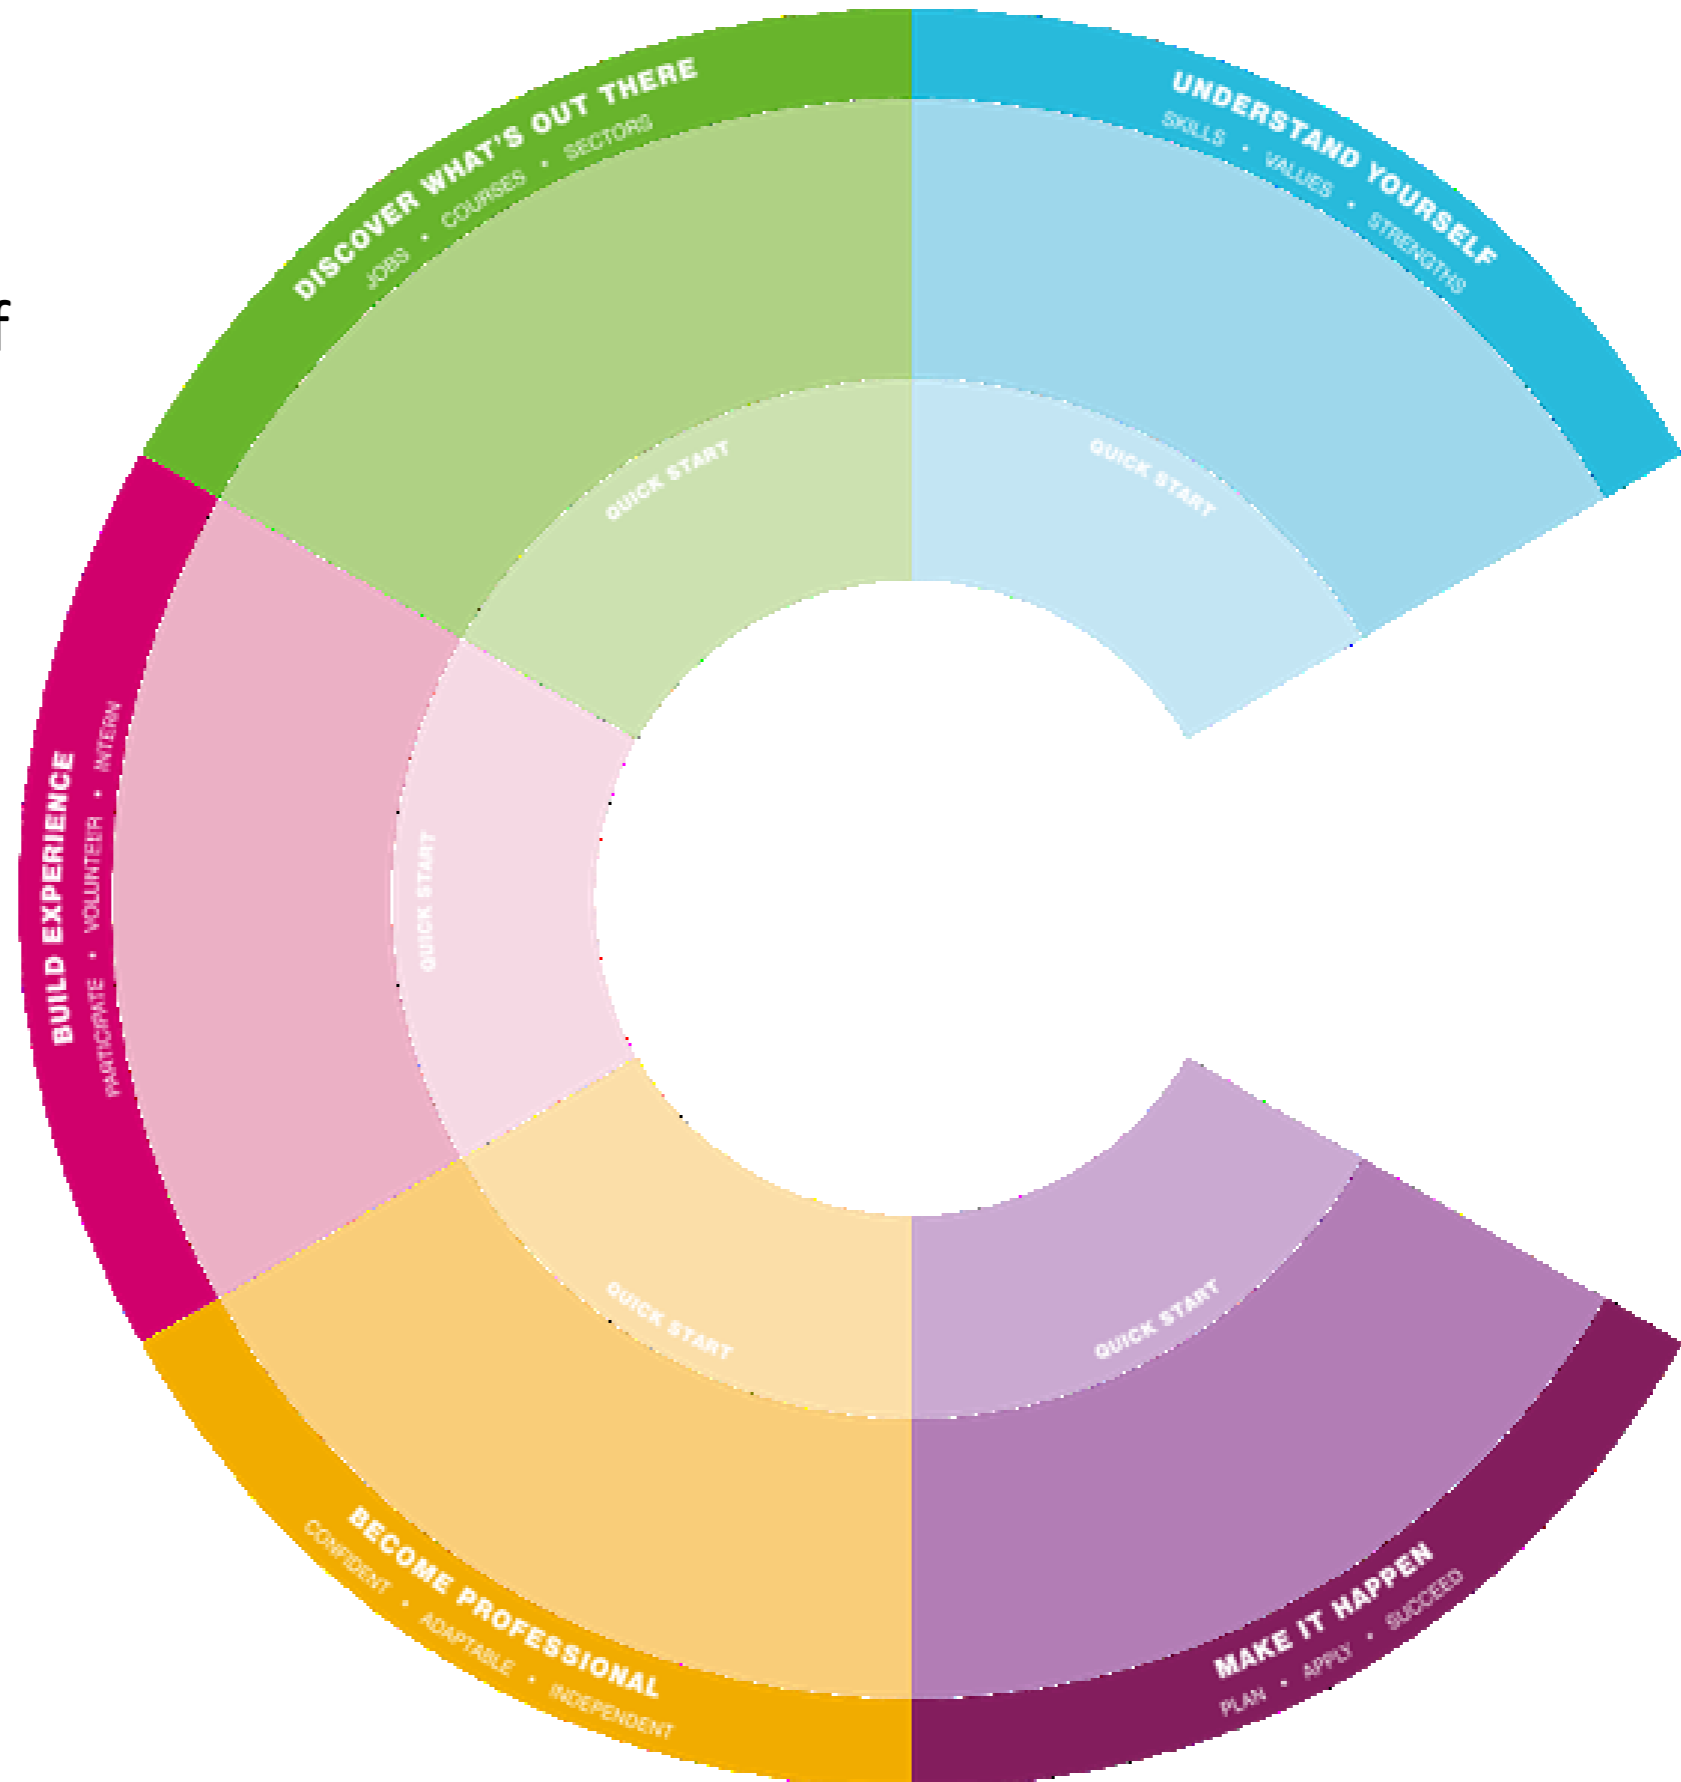 f
DISCOVER WHAT'S OUT THERE
JOBS • COURSES • SECTORS
QUICK START
UNDERSTAND YOURSELF
SKILLS • VALUES • STRENGTHS
QUICK START
BUILD EXPERIENCE
PARTICIPATE • VOLUNTEER • INTERN
QUICK START
BECOME PROFESSIONAL
CONFIDENT • ADAPTABLE • INDEPENDENT
QUICK START
MAKE IT HAPPEN
PLAN • APPLY • SUCCEED
QUICK START